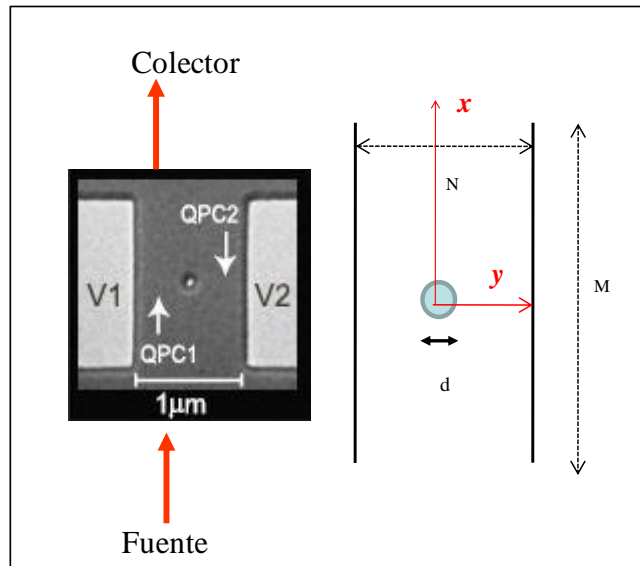 Colector
QPC2
V1
V2
QPC1
1μm
Fuente
x
N
y
M
d